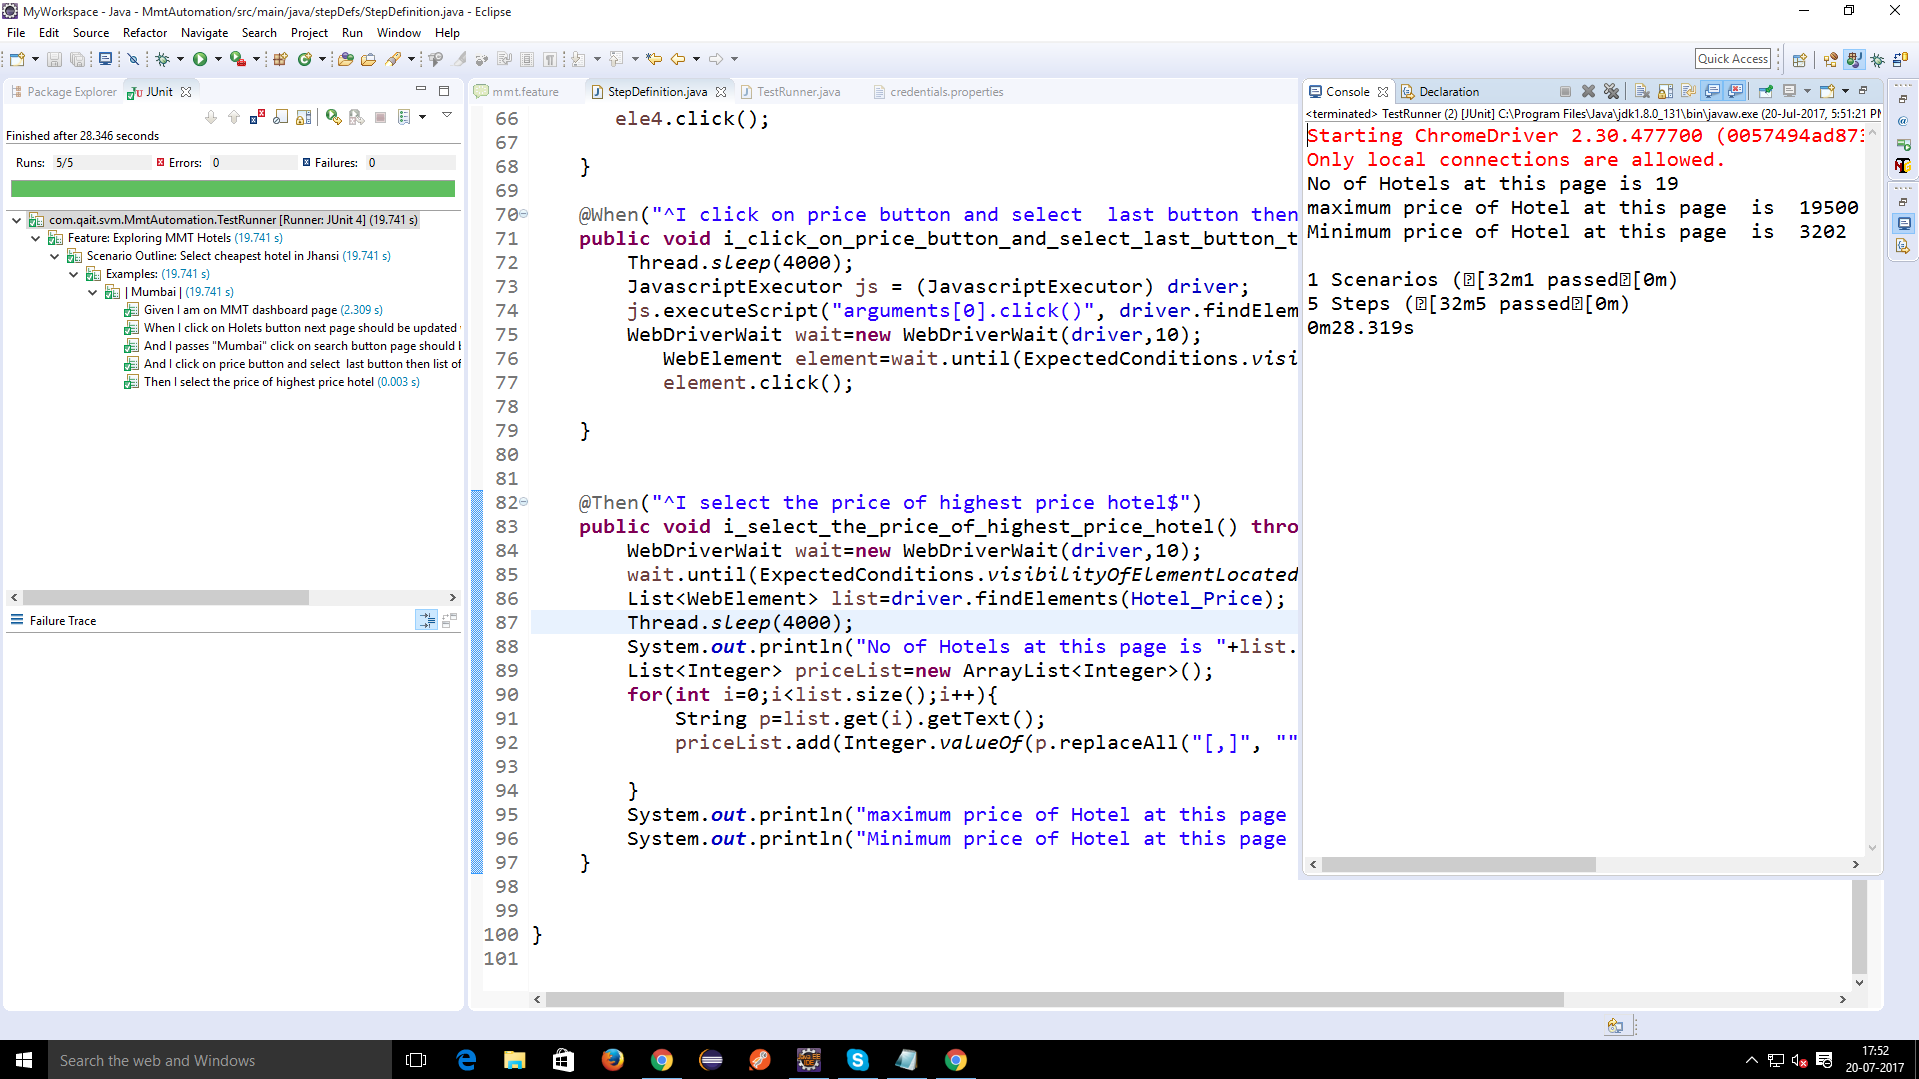 MyWorkspace - Java - MmtAutomation/src/main/java/stepDefs/StepDefinition.java - Eclipse
File Edit Source Refactor Navigate Search Project Run Window Help
Quick Access
Package Explorer JUnit
Finished after 28.346 seconds
Runs: 5/5 Errors: 0 Failures: 0
com.qait.svm.MmtAutomation.TestRunner [Runner: JUnit 4] (19.741 s)
Feature: Exploring MMT Hotels (19.741 s)
Scenario Outline: Select cheapest hotel in Jhansi (19.741 s)
Examples: (19.741 s)
| Mumbai | (19.741 s)
Given I am on MMT dashboard page (2.309 s)
When I click on Holets button next page should be updated
And I passes "Mumbai" click on search button page should
And I click on price button and select last button then list of
Then I select the price of highest price hotel (0.003 s)
Failure Trace
mmt.feature StepDefinition.java TestRunner.java credentials.properties
66 ele4.click();
67
68 }
69
70 @When("^I click on price button and select  last button then
71 public void i_click_on_price_button_and_select_last_button_t
72 Thread.sleep(4000);
73 JavascriptExecutor js = (JavascriptExecutor) driver;
74 js.executeScript("arguments[0].click()", driver.findElem
75 WebDriverWait wait=new WebDriverWait(driver,10);
76 WebElement element=wait.until(ExpectedConditions.visi
77 element.click();
78
79 }
80
81
82 @Then("^I select the price of highest price hotel$")
83 public void i_select_the_price_of_highest_price_hotel() thro
84 WebDriverWait wait=new WebDriverWait(driver,10);
85 wait.until(ExpectedConditions.visibilityOfElementLocated
86 List<WebElement> list=driver.findElements(Hotel_Price);
87 Thread.sleep(4000);
88 System.out.println("No of Hotels at this page is "+list.
89 List<Integer> priceList=new ArrayList<Integer>();
90 for(int i=0;i<list.size();i++){
91 String p=list.get(i).getText();
92 priceList.add(Integer.valueOf(p.replaceAll("[,]", ""
93
94 }
95 System.out.println("maximum price of Hotel at this page
96 System.out.println("Minimum price of Hotel at this page
97 }
98
99
100 }
101
Console Declaration
<terminated> TestRunner (2) [JUnit] C:\Program Files\Java\jdk1.8.0_131\bin\javaw.exe (20-Jul-2017, 5:51:21 PM
Starting ChromeDriver 2.30.477700 (0057494ad873
Only local connections are allowed.
No of Hotels at this page is 19
maximum price of Hotel at this page  is  19500
Minimum price of Hotel at this page  is  3202
1 Scenarios ([32m1 passed[0m)
5 Steps ([32m5 passed[0m)
0m28.319s
Search the web and Windows
17:52
20-07-2017